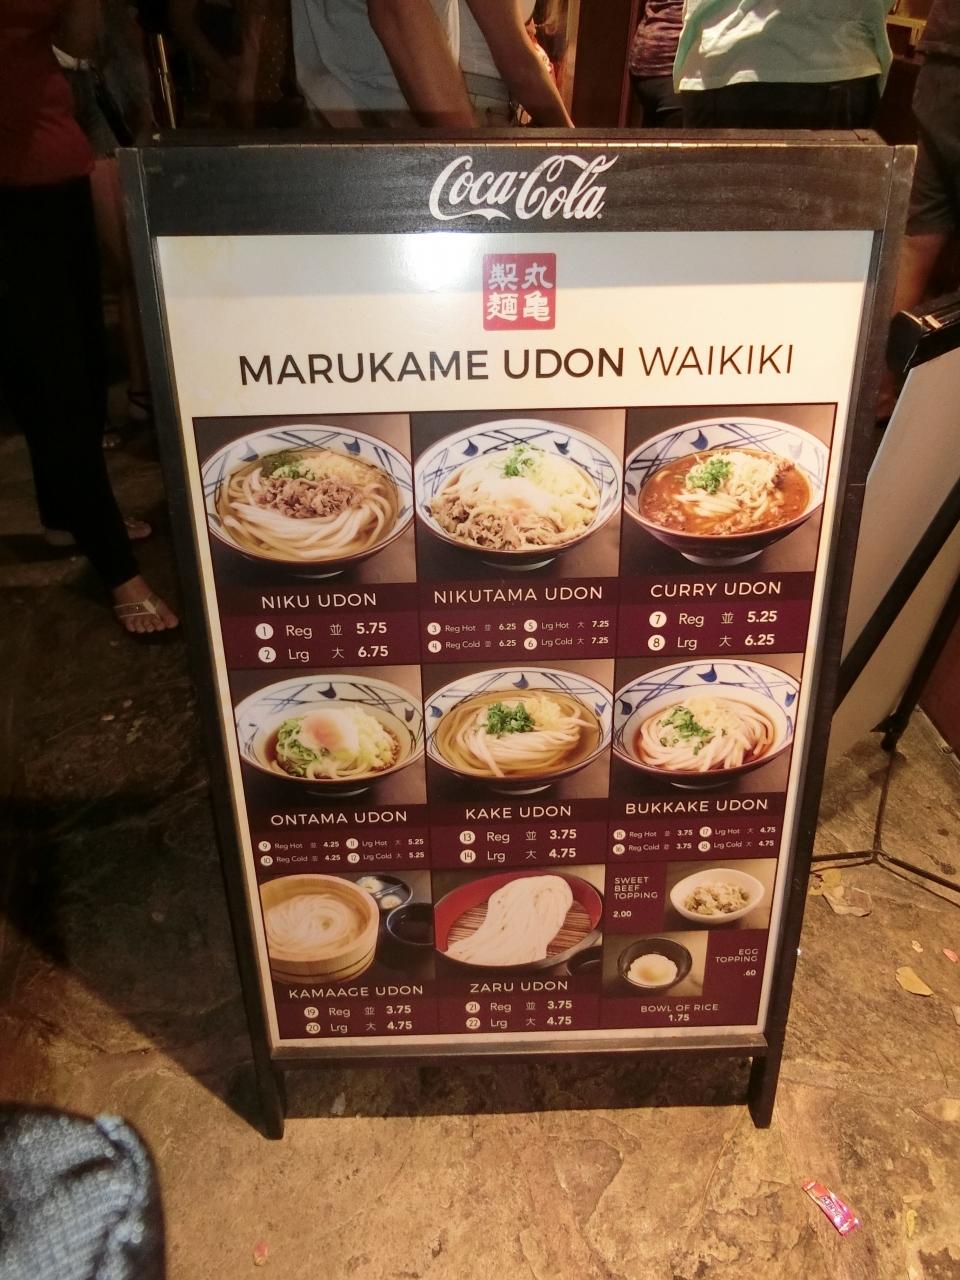 Coca-Cola
製丸
麺亀
MARUKAME UDON WAIKIKI
NIKU UDON
1 Reg 並 5.75
2 Lrg 大 6.75
NIKUTAMA UDON
3 Reg Hot 並 6.25 5 Lrg Hot 大 7.25
4 Reg Cold 並 6.25 6 Lrg Cold 大 7.25
CURRY UDON
7 Reg 並 5.25
8 Lrg 大 6.25
ONTAMA UDON
9 Reg Hot 並 4.25 11 Lrg Hot 大 5.25
10 Reg Cold 並 4.25 12 Lrg Cold 大 5.25
KAKE UDON
13 Reg 並 3.75
14 Lrg 大 4.75
BUKKAKE UDON
15 Reg Hot 並 3.75 17 Lrg Hot 大 4.75
16 Reg Cold 並 3.75 18 Lrg Cold 大 4.75
KAMAAGE UDON
19 Reg 並 3.75
20 Lrg 大 4.75
ZARU UDON
21 Reg 並 3.75
22 Lrg 大 4.75
SWEET
BEEF
TOPPING
2.00
EGG
TOPPING
.60
BOWL OF RICE
1.75